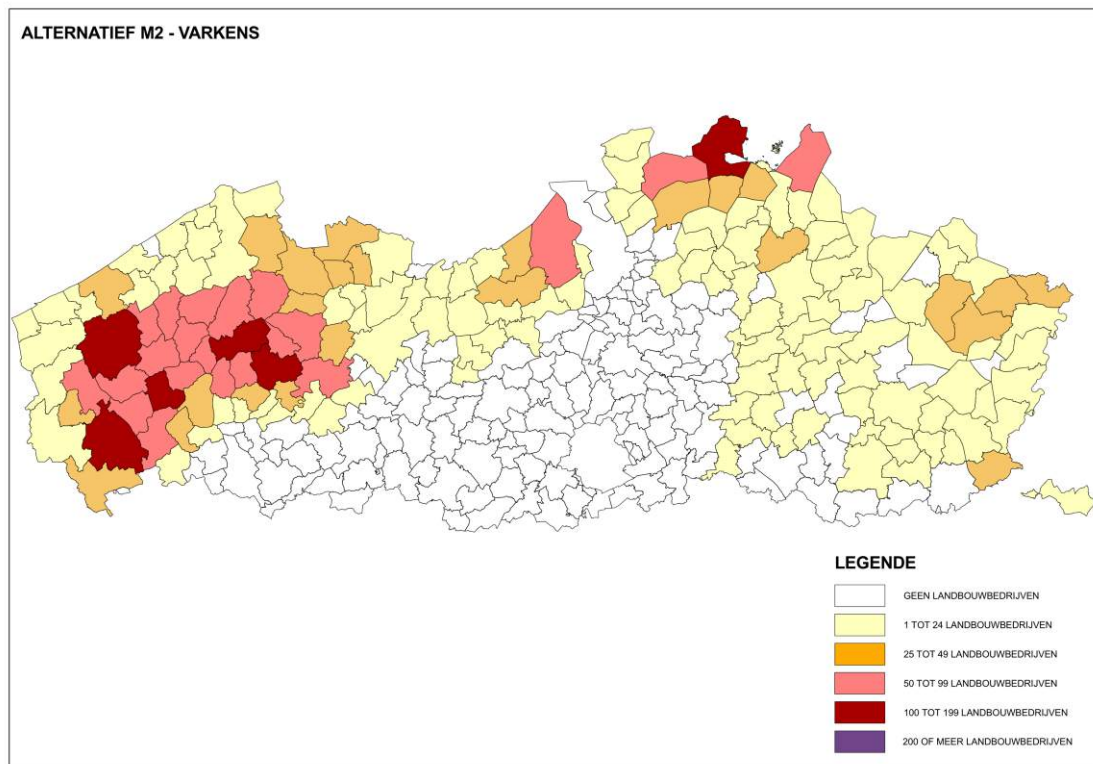 ALTERNATIEF M2 - VARKENS
LEGENDE
GEEN LANDBOUWBEDRIJVEN
1 TOT 24 LANDBOUWBEDRIJVEN
25 TOT 49 LANDBOUWBEDRIJVEN
50 TOT 99 LANDBOUWBEDRIJVEN
100 TOT 199 LANDBOUWBEDRIJVEN
200 OF MEER LANDBOUWBEDRIJVEN